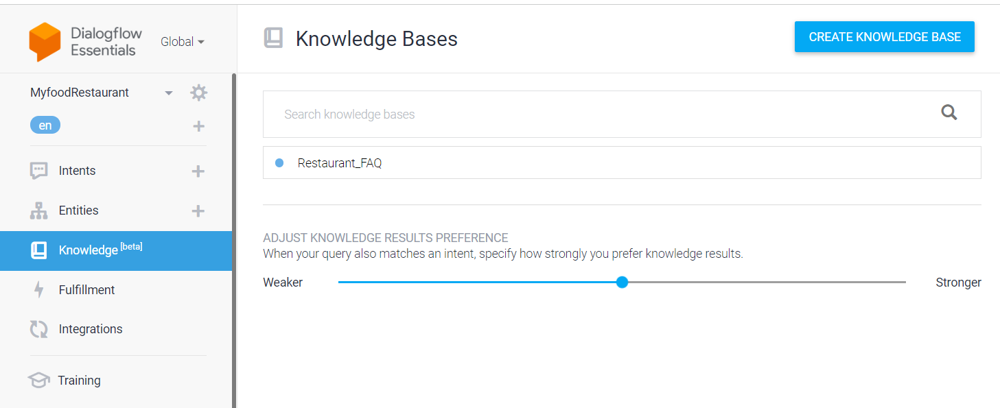 Dialogflow
Essentials
Global
Knowledge Bases
CREATE KNOWLEDGE BASE
MyfoodRestaurant
en
Intents
Entities
Knowledge [beta]
Fulfillment
Integrations
Training
Search knowledge bases
Restaurant_FAQ
ADJUST KNOWLEDGE RESULTS PREFERENCE
When your query also matches an intent, specify how strongly you prefer knowledge results.
Weaker
Stronger